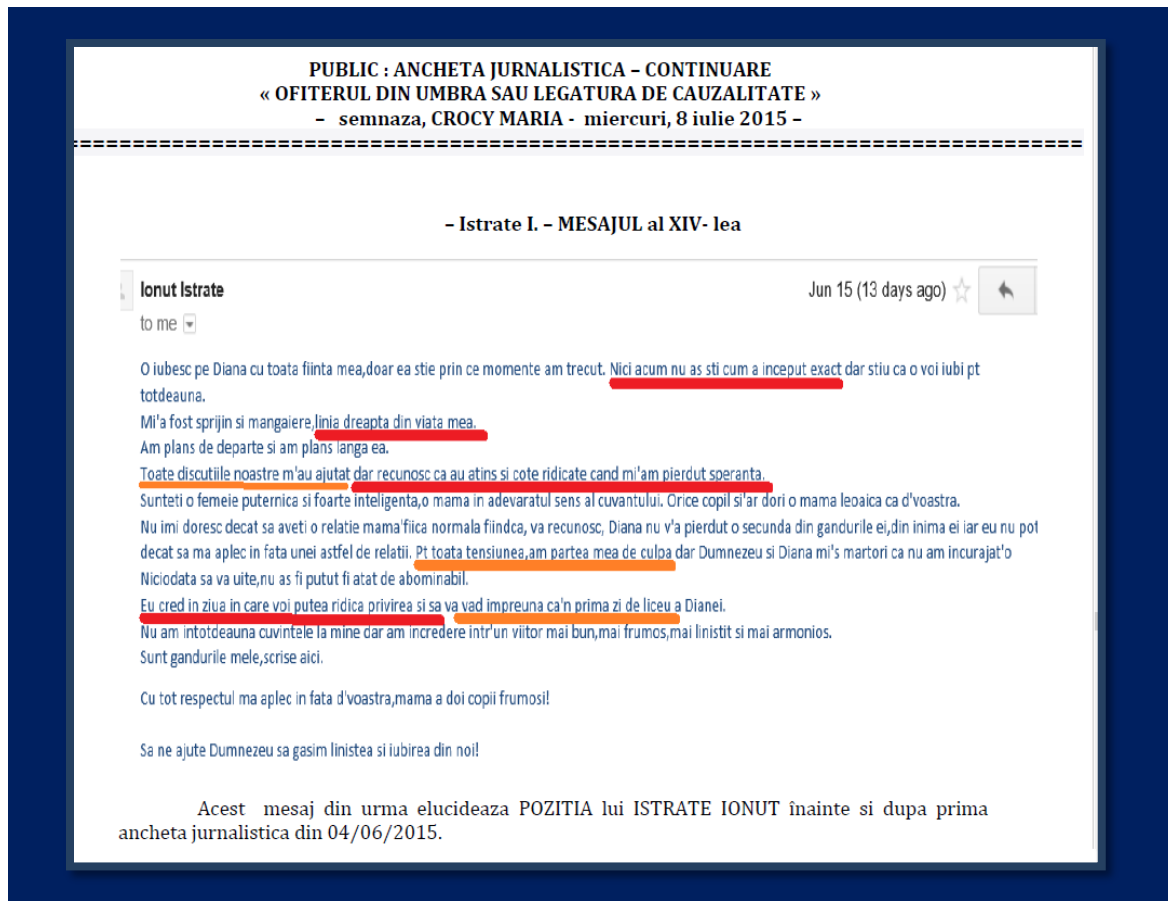 PUBLIC : ANCHETA JURNALISTICA – CONTINUARE
« OFITERUL DIN UMBRA SAU LEGATURA DE CAUZALITATE »
– semnaza, CROCY MARIA - miercuri, 8 iulie 2015 –
================================================================================
– Istrate I. – MESAJUL al XIV- lea
Ionut Istrate Jun 15 (13 days ago)
to me
O iubesc pe Diana cu toata fiinta mea,doar ea stie prin ce momente am trecut. Nici acum nu as sti cum a inceput exact dar stiu ca o voi iubi pt
totdeauna.
Mi'a fost sprijin si mangaiere,linia dreapta din viata mea.
Am plans de departe si am plans langa ea.
Toate discutiile noastre m'au ajutat dar recunosc ca au atins si cote ridicate cand mi'am pierdut speranta.
Sunteti o femeie puternica si foarte inteligenta,o mama in adevaratul sens al cuvantului. Orice copil si'ar dori o mama leoaica ca d'voastra.
Nu imi doresc decat sa aveti o relatie mama'fiica normala fiindca, va recunosc, Diana nu v'a pierdut o secunda din gandurile ei,din inima ei iar eu nu pot
decat sa ma aplec in fata unei astfel de relatii. Pt toata tensiunea,am partea mea de culpa dar Dumnezeu si Diana mi's martori ca nu am incurajat'o
Niciodata sa va uite,nu as fi putut fi atat de abominabil.
Eu cred in ziua in care voi putea ridica privirea si sa va vad impreuna ca'n prima zi de liceu a Dianei.
Nu am intotdeauna cuvintele la mine dar am incredere intr'un viitor mai bun,mai frumos,mai linistit si mai armonios.
Sunt gandurile mele,scrise aici.
Cu tot respectul ma aplec in fata d'voastra,mama a doi copii frumosi!
Sa ne ajute Dumnezeu sa gasim linistea si iubirea din noi!
Acest mesaj din urma elucideaza POZITIA lui ISTRATE IONUT înainte si dupa prima
ancheta jurnalistica din 04/06/2015.